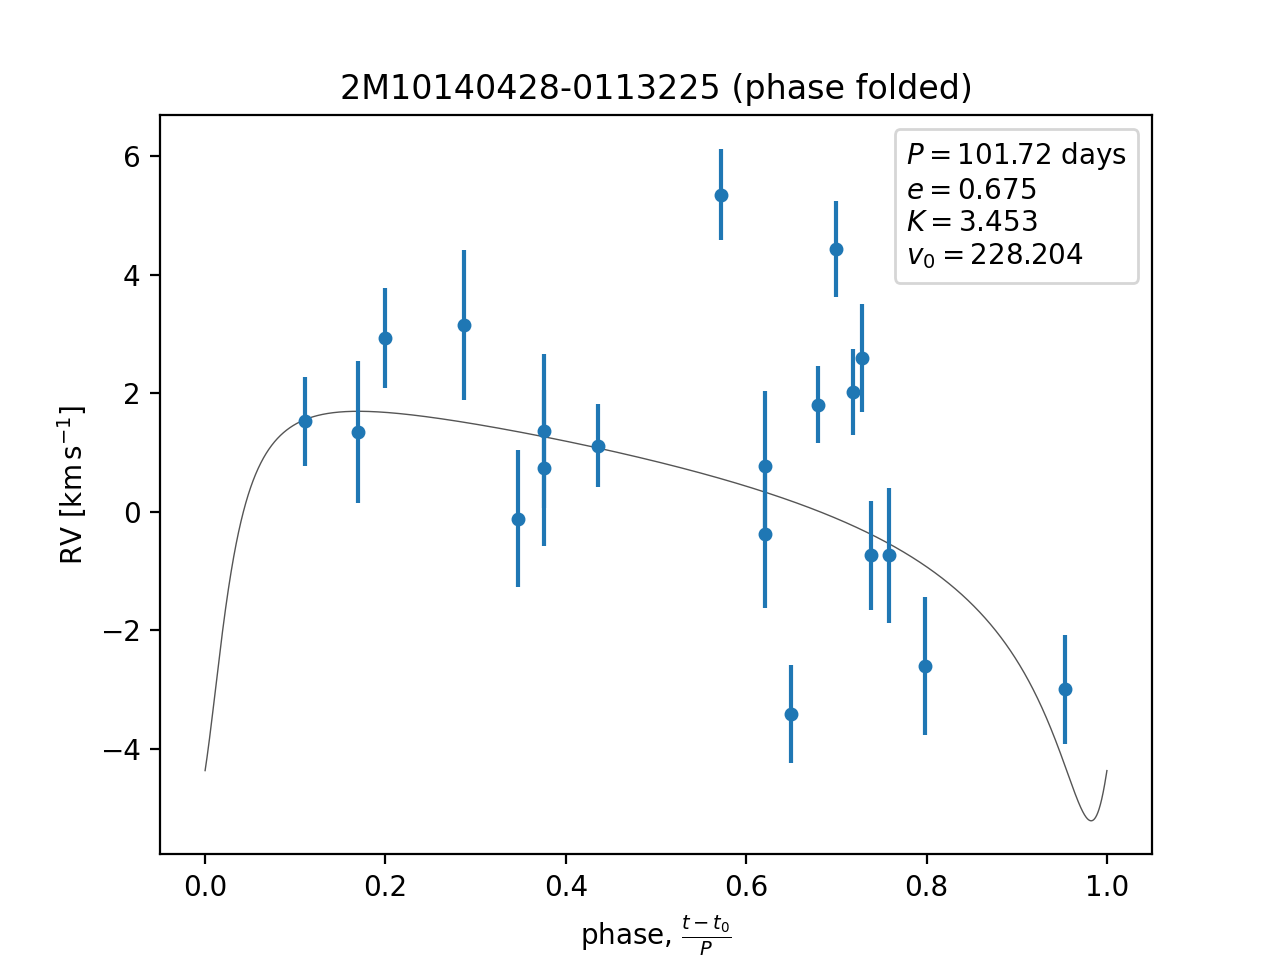 2M10140428-0113225 (phase folded)
P = 101.72 days
e = 0.675
K = 3.453
v₀ = 228.204
6
4
2
0
−2
−4
RV [km s⁻¹]
0.0 0.2 0.4 0.6 0.8 1.0
phase, (t − t₀)/P